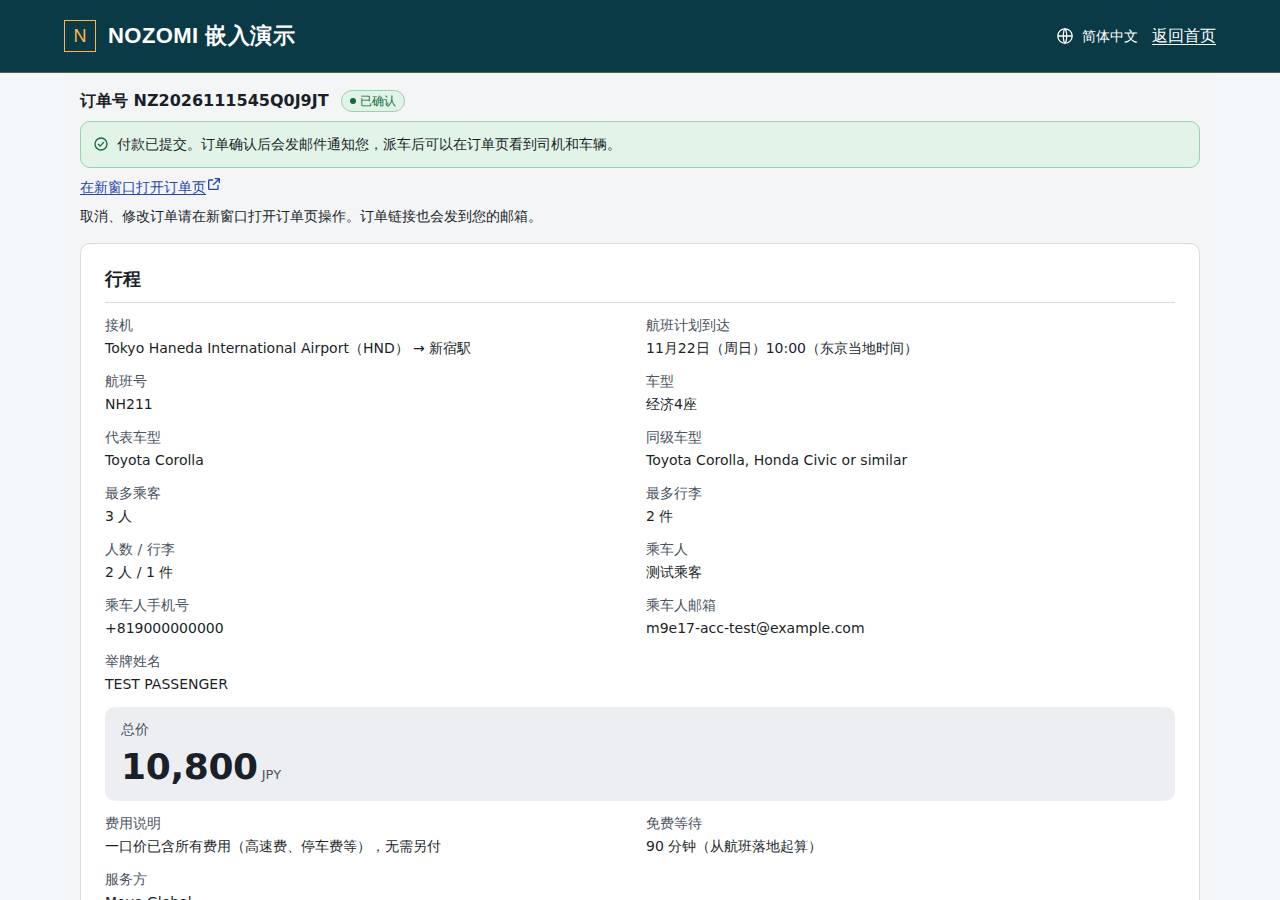 N NOZOMI 嵌入演示
简体中文 返回首页
订单号 NZ2026111545Q0J9JT 已确认
付款已提交。订单确认后会发邮件通知您，派车后可以在订单页看到司机和车辆。
在新窗口打开订单页
取消、修改订单请在新窗口打开订单页操作。订单链接也会发到您的邮箱。
行程
接机 航班计划到达
Tokyo Haneda International Airport（HND） → 新宿駅 11月22日（周日）10:00（东京当地时间）
航班号 车型
NH211 经济4座
代表车型 同级车型
Toyota Corolla Toyota Corolla, Honda Civic or similar
最多乘客 最多行李
3 人 2 件
人数 / 行李 乘车人
2 人 / 1 件 测试乘客
乘车人手机号 乘车人邮箱
+819000000000 m9e17-acc-test@example.com
举牌姓名
TEST PASSENGER
总价
10,800 JPY
费用说明 免费等待
一口价已含所有费用（高速费、停车费等），无需另付 90 分钟（从航班落地起算）
服务方